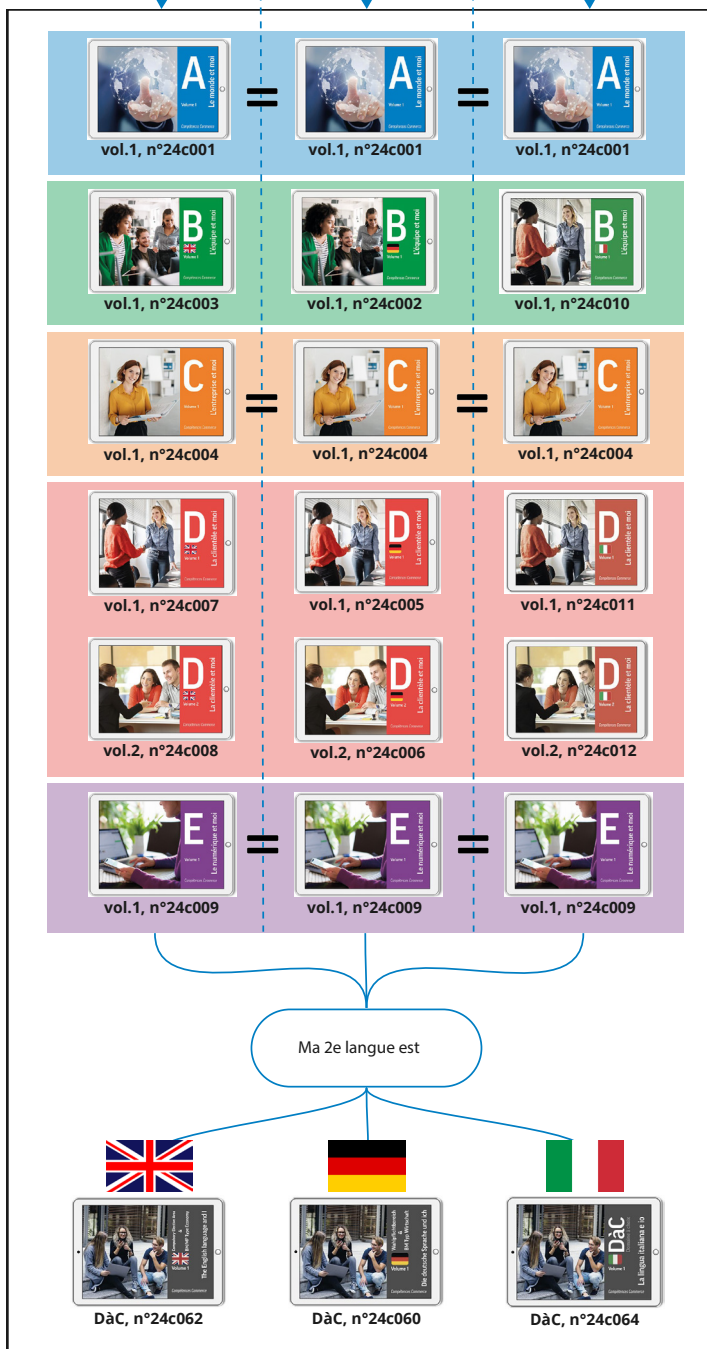 A
Le monde et moi
Volume 1
Compétences Commerce
vol.1, n°24c001
=
A
Le monde et moi
Volume 1
Compétences Commerce
vol.1, n°24c001
=
A
Le monde et moi
Volume 1
Compétences Commerce
vol.1, n°24c001
B
L'équipe et moi
Volume 1
Compétences Commerce
vol.1, n°24c003
B
L'équipe et moi
Volume 1
Compétences Commerce
vol.1, n°24c002
B
L'équipe et moi
Volume 1
Compétences Commerce
vol.1, n°24c010
C
L'entreprise et moi
Volume 1
Compétences Commerce
vol.1, n°24c004
=
C
L'entreprise et moi
Volume 1
Compétences Commerce
vol.1, n°24c004
=
C
L'entreprise et moi
Volume 1
Compétences Commerce
vol.1, n°24c004
D
La clientèle et moi
Volume 1
Compétences Commerce
vol.1, n°24c007
D
La clientèle et moi
Volume 1
Compétences Commerce
vol.1, n°24c005
D
La clientèle et moi
Volume 1
Compétences Commerce
vol.1, n°24c011
D
La clientèle et moi
Volume 2
Compétences Commerce
vol.2, n°24c008
D
La clientèle et moi
Volume 2
Compétences Commerce
vol.2, n°24c006
D
La clientèle et moi
Volume 2
Compétences Commerce
vol.2, n°24c012
E
Le numérique et moi
Volume 1
Compétences Commerce
vol.1, n°24c009
=
E
Le numérique et moi
Volume 1
Compétences Commerce
vol.1, n°24c009
=
E
Le numérique et moi
Volume 1
Compétences Commerce
vol.1, n°24c009
Ma 2e langue est
&
Type Economy
Volume 1
The English language and I
Compétences Commerce
DàC, n°24c062
Wahlpflichtbereich
&
BM Typ Wirtschaft
Volume 1
Die deutsche Sprache und ich
Compétences Commerce
DàC, n°24c060
DàC
Volume 1
La lingua italiana e io
Compétences Commerce
DàC, n°24c064